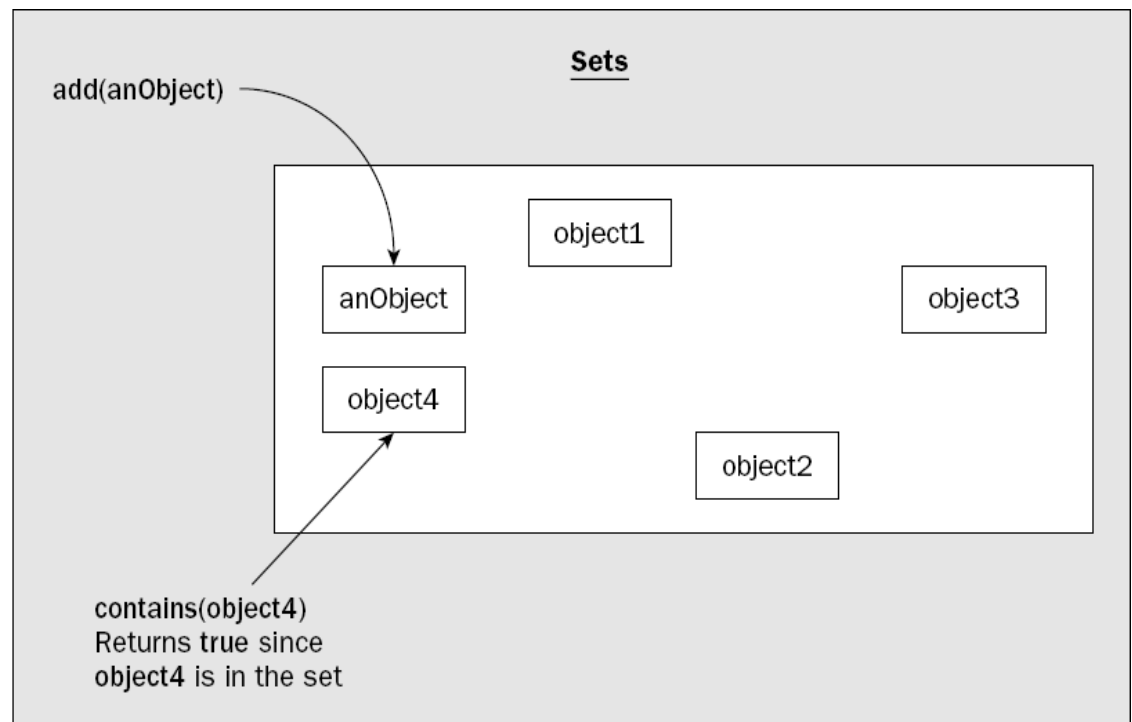 Sets
add(anObject)
object1
anObject
object3
object4
object2
contains(object4)
Returns true since
object4 is in the set